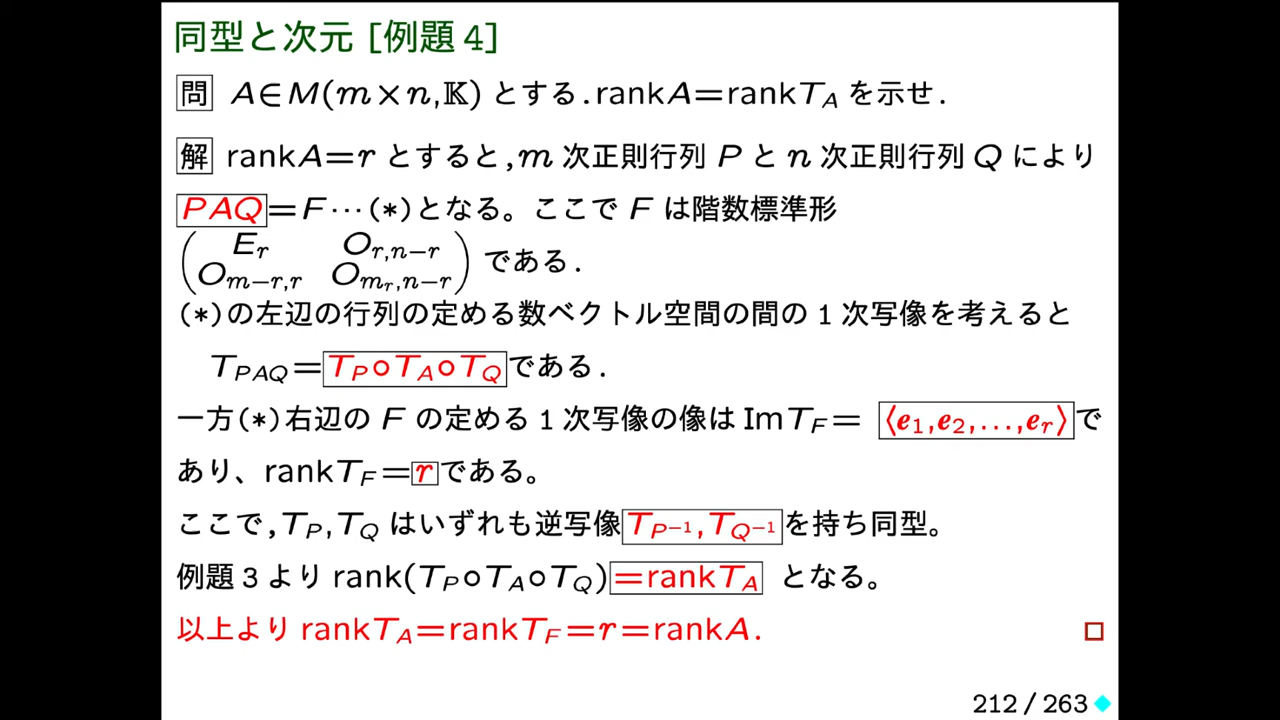 同型と次元 [例題 4]
問 A∈M(m×n,𝕂) とする.rankA=rankT_A を示せ.
解 rankA=r とすると,m 次正則行列 P と n 次正則行列 Q により
PAQ=F⋯(*)となる。ここで F は階数標準形
(E_r O_{r,n−r}
O_{m−r,r} O_{m_r,n−r}) である.
(*)の左辺の行列の定める数ベクトル空間の間の 1 次写像を考えると
T_{PAQ}=T_P∘T_A∘T_Qである.
一方(*)右辺の F の定める 1 次写像の像は ImT_F= ⟨e_1,e_2,...,e_r⟩で
あり、rankT_F=rである。
ここで,T_P,T_Q はいずれも逆写像T_{P^{-1}},T_{Q^{-1}}を持ち同型。
例題 3 より rank(T_P∘T_A∘T_Q)=rankT_A となる。
以上より rankT_A=rankT_F=r=rankA. □
212 / 263